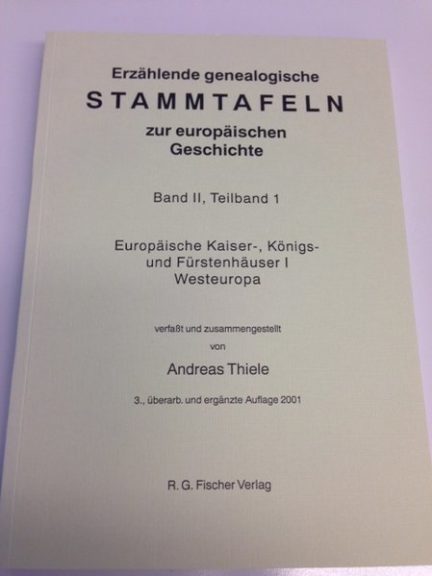 Erzählende genealogische
STAMMTAFELN
zur europäischen
Geschichte
Band II, Teilband 1
Europäische Kaiser-, Königs-
und Fürstenhäuser I
Westeuropa
verfaßt und zusammengestellt
von
Andreas Thiele
3., überarb. und ergänzte Auflage 2001
R. G. Fischer Verlag